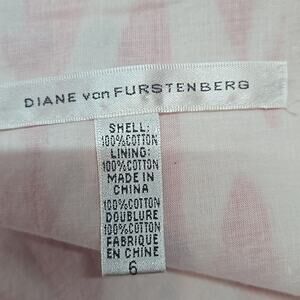 DIANE von FURSTENBERG
SHELL:
100%COTTON
LINING:
100%COTTON
MADE IN
CHINA
100%COTTON
DOUBLURE
100%COTTON
FABRIQUE
EN CHINE
6